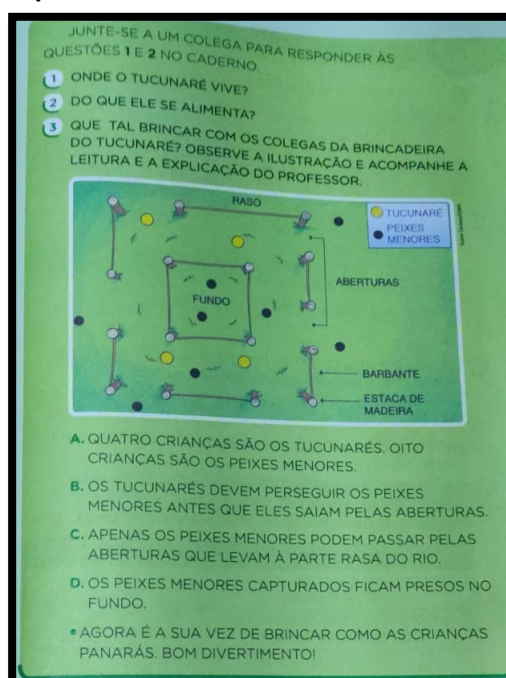 JUNTE-SE A UM COLEGA PARA RESPONDER ÀS
QUESTÕES 1 E 2 NO CADERNO.
1 ONDE O TUCUNARÉ VIVE?
2 DO QUE ELE SE ALIMENTA?
3 QUE TAL BRINCAR COM OS COLEGAS DA BRINCADEIRA
DO TUCUNARÉ? OBSERVE A ILUSTRAÇÃO E ACOMPANHE A
LEITURA E A EXPLICAÇÃO DO PROFESSOR.
RASO
TUCUNARÉ
PEIXES
MENORES
ABERTURAS
FUNDO
BARBANTE
ESTACA DE
MADEIRA
A. QUATRO CRIANÇAS SÃO OS TUCUNARÉS. OITO
CRIANÇAS SÃO OS PEIXES MENORES.
B. OS TUCUNARÉS DEVEM PERSEGUIR OS PEIXES
MENORES ANTES QUE ELES SAIAM PELAS ABERTURAS.
C. APENAS OS PEIXES MENORES PODEM PASSAR PELAS
ABERTURAS QUE LEVAM À PARTE RASA DO RIO.
D. OS PEIXES MENORES CAPTURADOS FICAM PRESOS NO
FUNDO.
• AGORA É A SUA VEZ DE BRINCAR COMO AS CRIANÇAS
PANARÁS. BOM DIVERTIMENTO!